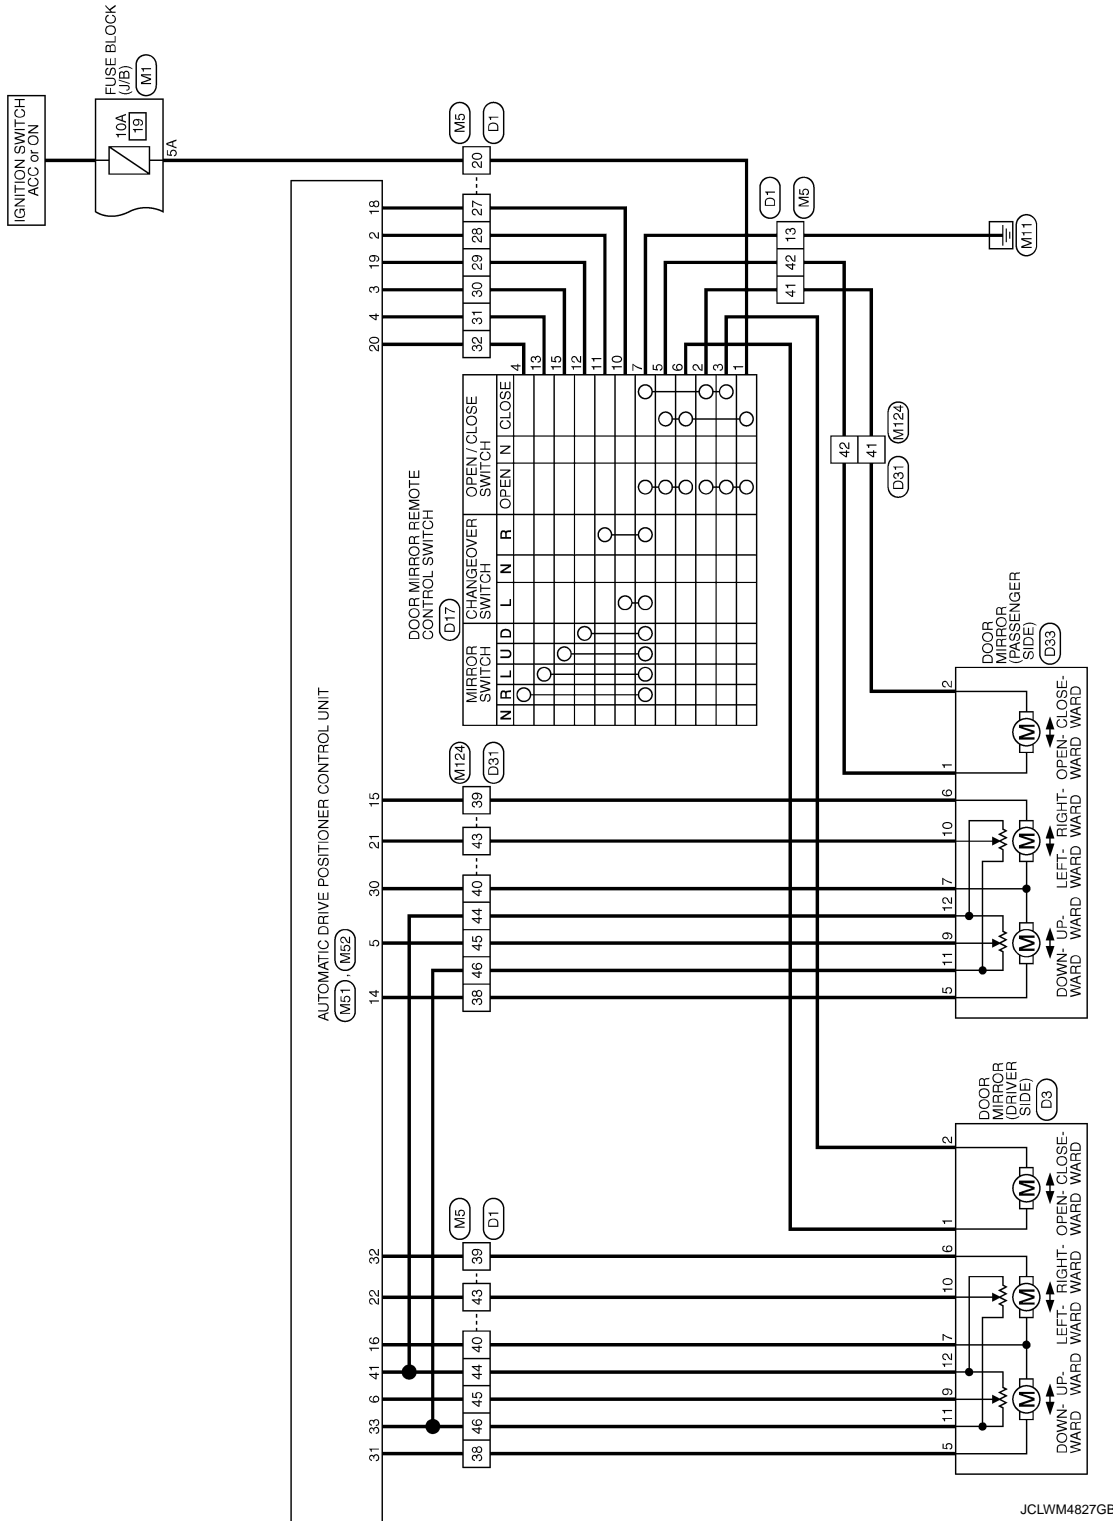 IGNITION SWITCH
ACC or ON
FUSE BLOCK
(J/B)
M1
10A
19
5A
M5
D1
20
18
2
19
3
4
20
27
28
29
30
31
32
D1
M5
13
42
41
M11
4
13
15
12
11
10
7
5
6
2
3
1
DOOR MIRROR REMOTE
CONTROL SWITCH
D17
MIRROR
SWITCH
CHANGEOVER
SWITCH
OPEN / CLOSE
SWITCH
N R L U D
L N R
OPEN N CLOSE
42
41
M124
D31
AUTOMATIC DRIVE POSITIONER CONTROL UNIT
M51 , M52
15
21
30
5
14
M124
D31
39
43
40
44
45
46
38
DOOR
MIRROR
(PASSENGER
SIDE)
D33
2
1
6
10
7
12
9
11
5
M
M
M
DOWN-
WARD
UP-
WARD
LEFT-
WARD
RIGHT-
WARD
OPEN-
WARD
CLOSE-
WARD
32
22
16
41
6
33
31
M5
D1
39
43
40
44
45
46
38
DOOR
MIRROR
(DRIVER
SIDE)
D3
2
1
6
10
7
12
9
11
5
M
M
M
DOWN-
WARD
UP-
WARD
LEFT-
WARD
RIGHT-
WARD
OPEN-
WARD
CLOSE-
WARD
JCLWM4827GB